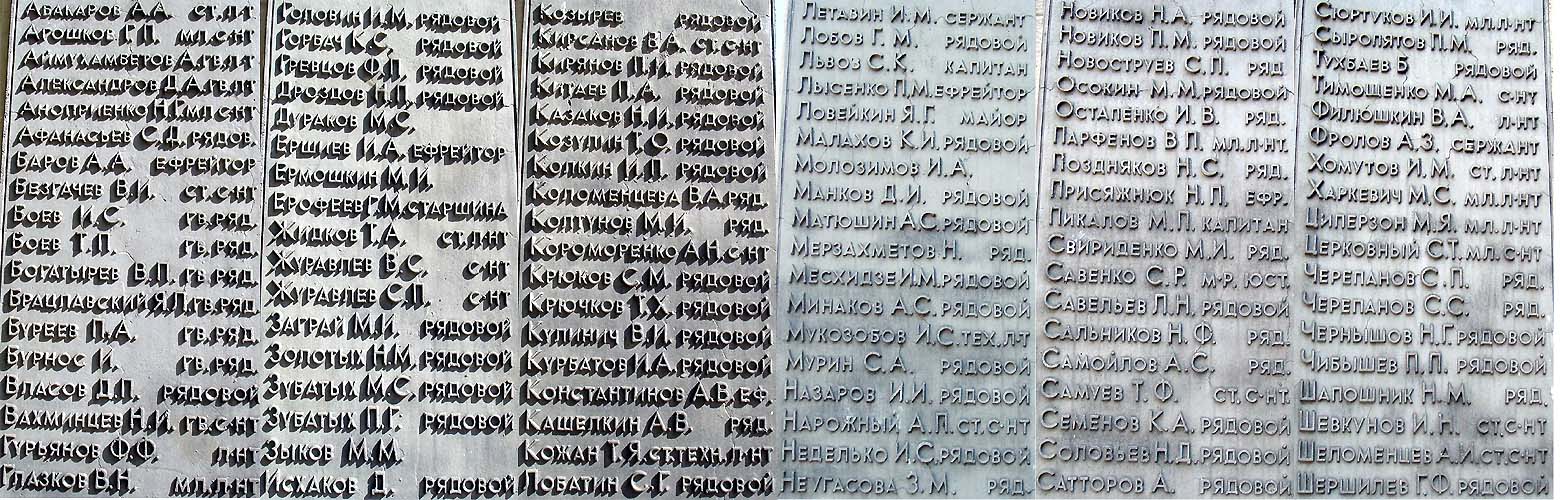 Абакаров А.А. ст.л-т
Агошков Г.П. мл.с-нт
Аймухамбетов А.гв.л-т
Александров Д.А.гв.л-т
Аноприенко Н.Г.мл.с-нт
Афанасьев С.Д. рядов.
Баров А.А. ефрейтор
Безгачев В.И. ст.с-нт
Боев И.С. гв.ряд.
Боев Т.П. гв.ряд.
Богатырев В.П. гв.ряд.
Брацлавский Я.Л.гв.ряд.
Буреев П.А. гв.ряд.
Бурнос И. гв.ряд.
Власов Д.П. рядовой
Вахминцев Н.И. гв.с-нт
Гурьянов Ф.Ф. л-нт
Глазков В.Н. мл.л-нт
Головин И.М. рядовой
Горбач К.С. рядовой
Гревцов Ф.П. рядовой
Дроздов Н.П. рядовой
Дураков М.С.
Ершиев И.А. ефрейтор
Ермошкин М.И.
Ерофеев Г.М.старшина
Жидков Т.А. ст.л-нт
Журавлев В.С. с-нт
Журавлев С.П. с-нт
Заграй М.И. рядовой
Золотых Н.М. рядовой
Зубатых М.С. рядовой
Зубатых П.Г. рядовой
Зыков М.М.
Исхаков Д. рядовой
Козырев рядовой
Кирсанов В.А. ст.с-нт
Кирянов П.И. рядовой
Китаев П.А. рядовой
Казаков Н.И. рядовой
Козулин Т.О. рядовой
Колкин И.П. рядовой
Коломенцева В.А.ряд.
Колтунов М.И. ряд.
Короморенко А.Н.с-нт
Крюков С.М. рядовой
Крючков Т.Х. рядовой
Кулинич В.И. рядовой
Курбатов И.А. рядовой
Константинов А.В. еф.
Кашелкин А.В. ряд.
Кожан Т.Я.ст.техн.л-нт
Лобатин С.Г. рядовой
Летавин И.М. сержант
Лобов Г.М. рядовой
Львоз С.К. капитан
Лысенко П.М.ефрейтор
Ловейкин Я.Г. майор
Малахов К.И.рядовой
Молозимов И.А.
Манков Д.И. рядовой
Матюшин А.С.рядовой
Мерзахметов Н. ряд.
Месхидзе И.М.рядовой
Минаков А.С. рядовой
Мукозобов И.С.тех.л-т
Мурин С.А. рядовой
Назаров И.И. рядовой
Нарожный А.П.ст.с-нт
Неделько И.С.рядовой
Неугасова З.М. ряд.
Новиков Н.А. рядовой
Новиков П.М. рядовой
Новоструев С.П. ряд.
Осокин М.М.рядовой
Остапенко И.В. ряд.
Парфенов В.П. мл.л-нт.
Поздняков Н.С. ряд.
Присяжнюк Н.П. ефр.
Пикалов М.П. капитан
Свириденко М.И. ряд.
Савенко С.Р. м-р. юст.
Савельев Л.Н. рядовой
Сальников Н.Ф. ряд.
Самойлов А.С. ряд.
Самуев Т.Ф. ст.с-нт.
Семенов К.А. рядовой
Соловьев Н.Д.рядовой
Сатторов А. рядовой
Сюртуков И.И. мл.л-нт
Сыропятов П.М. ряд.
Тухбаев Б рядовой
Тимощенко М.А. с-нт
Филюшкин В.А. л-нт
Фролов А.З. сержант
Хомутов И.М. ст.л-нт
Харкевич М.С. мл.л-нт
Циперзон М.Я. мл.л-нт
Церковный С.Т.мл.с-нт
Черепанов С.П. ряд.
Черепанов С.С. ряд.
Чернышов Н.Г.рядовой
Чибышев П.П. рядовой
Шапошник Н.М. ряд.
Шевкунов И.Н. ст.с-нт
Шеломенцев А.И.ст.с-нт
Шершилев Г.Ф. рядовой